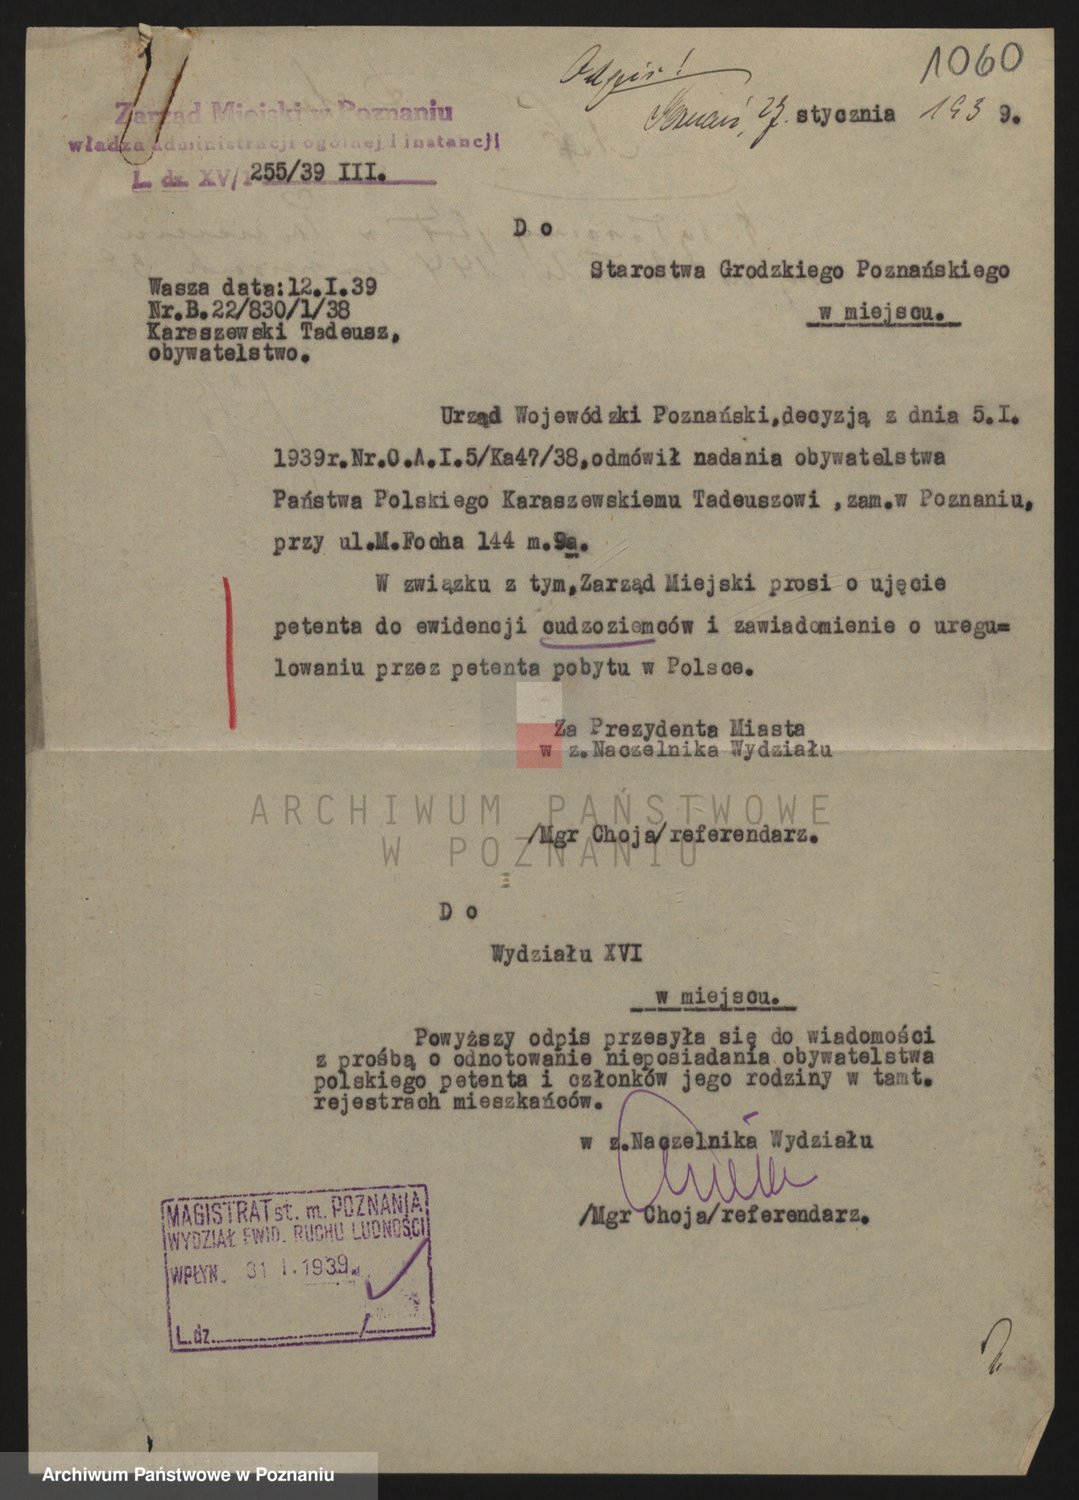 1060
Odpis!
Poznań, 27. stycznia 1939.
Zarząd Miejski w Poznaniu
władza administracji ogólnej I instancji
L. dz. XV/1 255/39 III.
Do
Starostwa Grodzkiego Poznańskiego
w miejscu.
Wasza data:12.I.39
Nr.B.22/830/1/38
Karaszewski Tadeusz,
obywatelstwo.
Urząd Wojewódzki Poznański,decyzją z dnia 5.I.
1939r.Nr.O.A.I.5/Ka47/38,odmówił nadania obywatelstwa
Państwa Polskiego Karaszewskiemu Tadeuszowi ,zam.w Poznaniu,
przy ul.M.Focha 144 m.9a.
W związku z tym,Zarząd Miejski prosi o ujęcie
petenta do ewidencji cudzoziemców i zawiadomienie o uregu=
lowaniu przez petenta pobytu w Polsce.
Za Prezydenta Miasta
w z.Naczelnika Wydziału
ARCHIWUM PAŃSTWOWE
W POZNANIU
/Mgr Choja/referendarz.
Do
Wydziału XVI
w miejscu.
Powyższy odpis przesyła się do wiadomości
z prośbą o odnotowanie nieposiadania obywatelstwa
polskiego petenta i członków jego rodziny w tamt.
rejestrach mieszkańców.
w z.Naczelnika Wydziału
/Mgr Choja/referendarz.
MAGISTRAT st. m. POZNANIA
WYDZIAŁ EWID. RUCHU LUDNOŚCI
WPŁYN. 31 I. 1939.
L.dz.
Archiwum Państwowe w Poznaniu